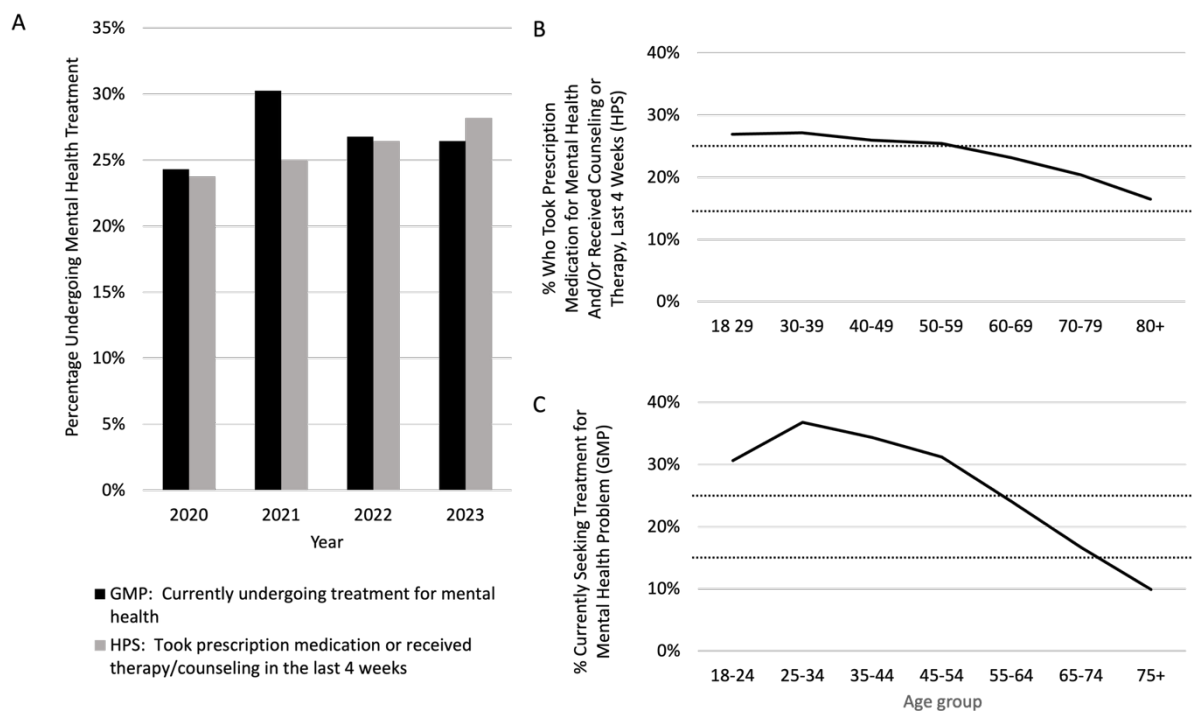 A
35%
30%
25%
20%
15%
10%
5%
0%
Percentage Undergoing Mental Health Treatment
2020 2021 2022 2023
Year
GMP: Currently undergoing treatment for mental
health
HPS: Took prescription medication or received
therapy/counseling in the last 4 weeks
B
% Who Took Prescription
Medication for Mental Health
And/Or Received Counseling or
Therapy, Last 4 Weeks (HPS)
40%
30%
20%
10%
0%
18 29 30-39 40-49 50-59 60-69 70-79 80+
C
% Currently Seeking Treatment for
Mental Health Problem (GMP)
40%
30%
20%
10%
0%
18-24 25-34 35-44 45-54 55-64 65-74 75+
Age group